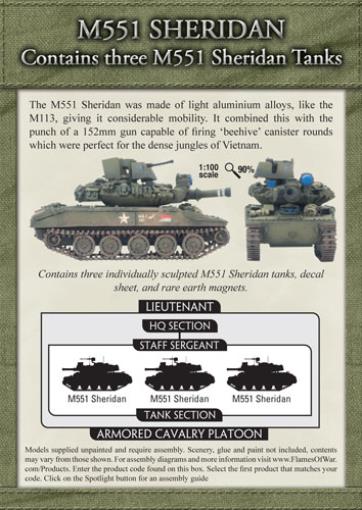 M551 SHERIDAN
Contains three M551 Sheridan Tanks
The M551 Sheridan was made of light aluminium alloys, like the
M113, giving it considerable mobility. It combined this with the
punch of a 152mm gun capable of firing ‘beehive’ canister rounds
which were perfect for the dense jungles of Vietnam.
1:100
scale
90%
Contains three individually sculpted M551 Sheridan tanks, decal
sheet, and rare earth magnets.
LIEUTENANT
HQ SECTION
STAFF SERGEANT
M551 Sheridan M551 Sheridan M551 Sheridan
TANK SECTION
ARMORED CAVALRY PLATOON
Models supplied unpainted and require assembly. Scenery, glue and paint not included, contents
may vary from those shown. For assembly diagrams and more information visit www.FlamesOfWar.
com/Products. Enter the product code found on this box. Select the first product that matches your
code. Click on the Spotlight button for an assembly guide